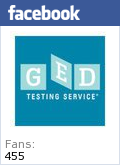 facebook
GED
TESTING SERVICE®
Fans:
455